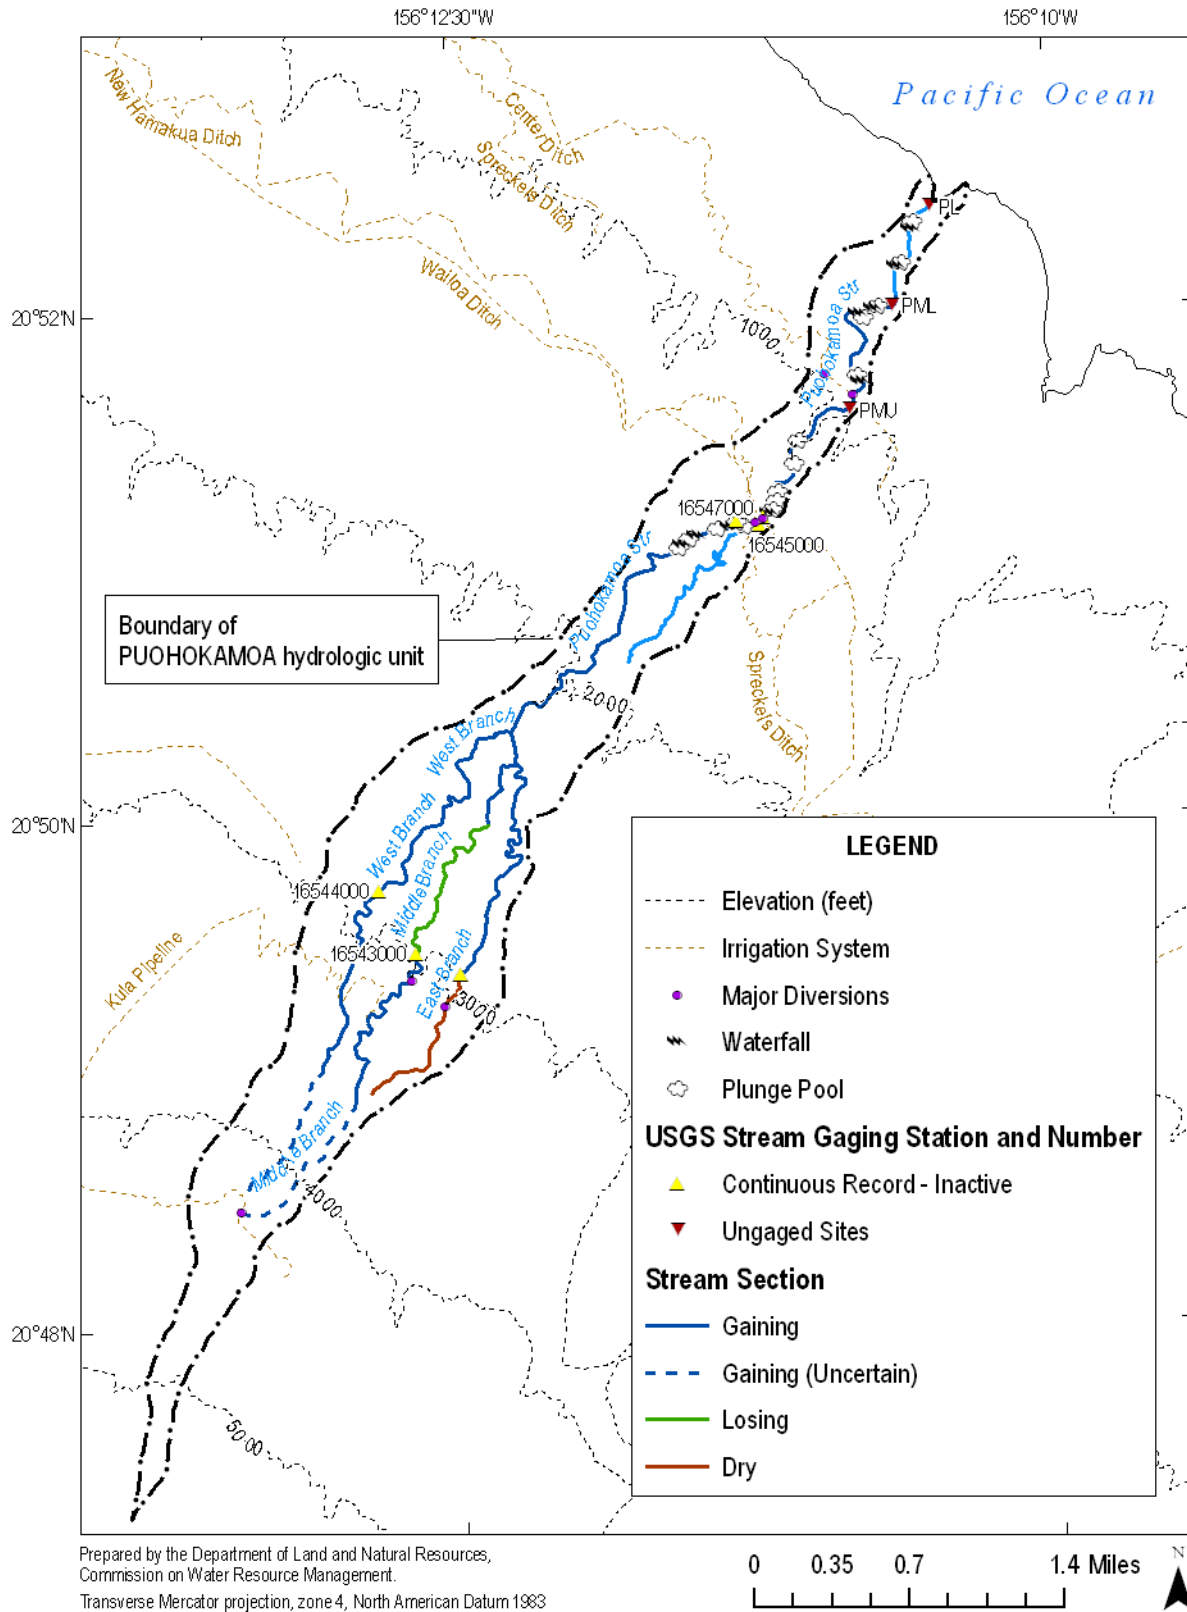 156°12'30"W
156°10'W
Pacific Ocean
New Hamakua Ditch
Center Ditch
Spreckels Ditch
Wailoa Ditch
PL
20°52'N
PML
1000
Puohokamoa Str
PMU
16547000
16545000
Puohokamoa Str
Boundary of
PUOHOKAMOA hydrologic unit
Spreckels Ditch
2000
West Branch
20°50'N
West Branch
Middle Branch
16544000
16543000
East Branch
Kula Pipeline
3000
Middle Branch
4000
20°48'N
5000
LEGEND
Elevation (feet)
Irrigation System
Major Diversions
Waterfall
Plunge Pool
USGS Stream Gaging Station and Number
Continuous Record - Inactive
Ungaged Sites
Stream Section
Gaining
Gaining (Uncertain)
Losing
Dry
Prepared by the Department of Land and Natural Resources,
Commission on Water Resource Management.
Transverse Mercator projection, zone 4, North American Datum 1983
0 0.35 0.7 1.4 Miles
N